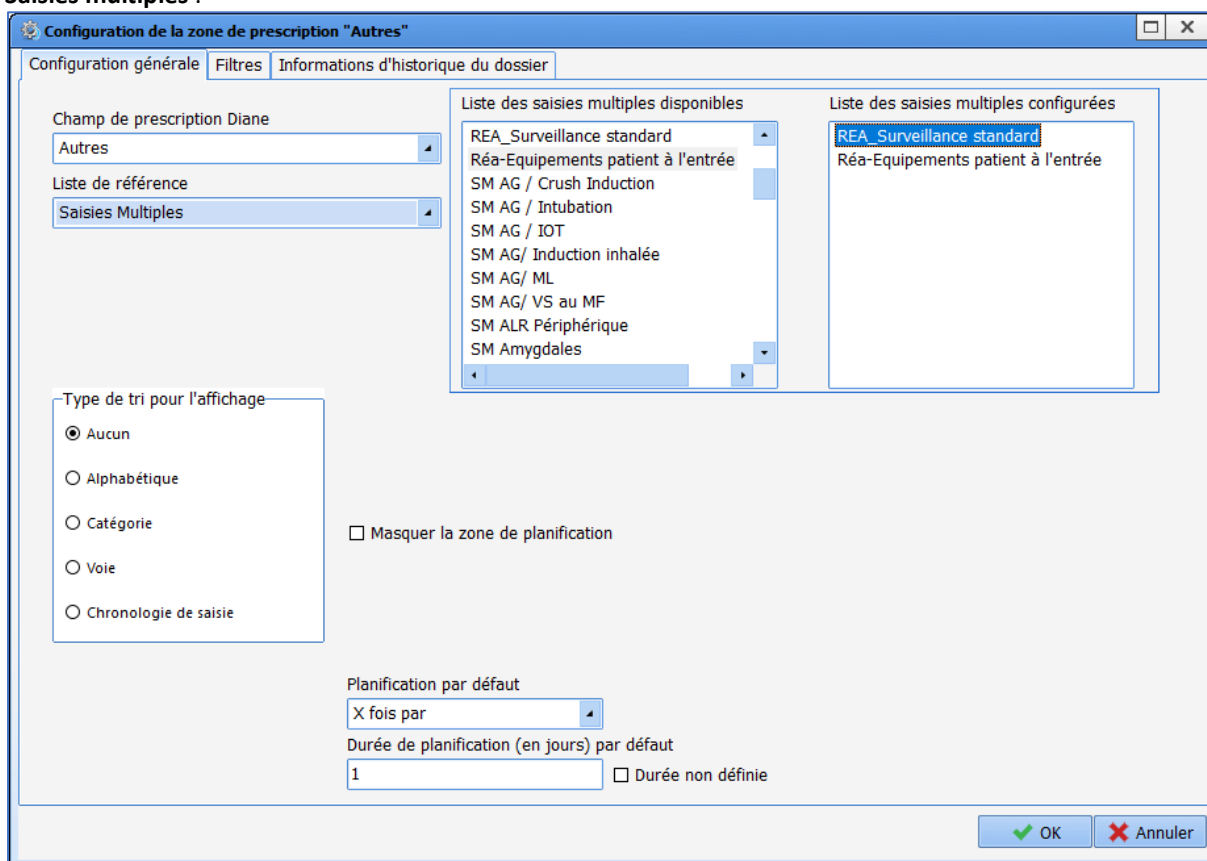 Saisies multiples :
Configuration de la zone de prescription "Autres"
Configuration générale
Filtres
Informations d'historique du dossier
Champ de prescription Diane
Autres
Liste de référence
Saisies Multiples
Liste des saisies multiples disponibles
REA_Surveillance standard
Réa-Equipements patient à l'entrée
SM AG / Crush Induction
SM AG / Intubation
SM AG / IOT
SM AG/ Induction inhalée
SM AG/ ML
SM AG/ VS au MF
SM ALR Périphérique
SM Amygdales
Liste des saisies multiples configurées
REA_Surveillance standard
Réa-Equipements patient à l'entrée
Type de tri pour l'affichage
Aucun
Alphabétique
Catégorie
Voie
Chronologie de saisie
Masquer la zone de planification
Planification par défaut
X fois par
Durée de planification (en jours) par défaut
1
Durée non définie
OK
Annuler